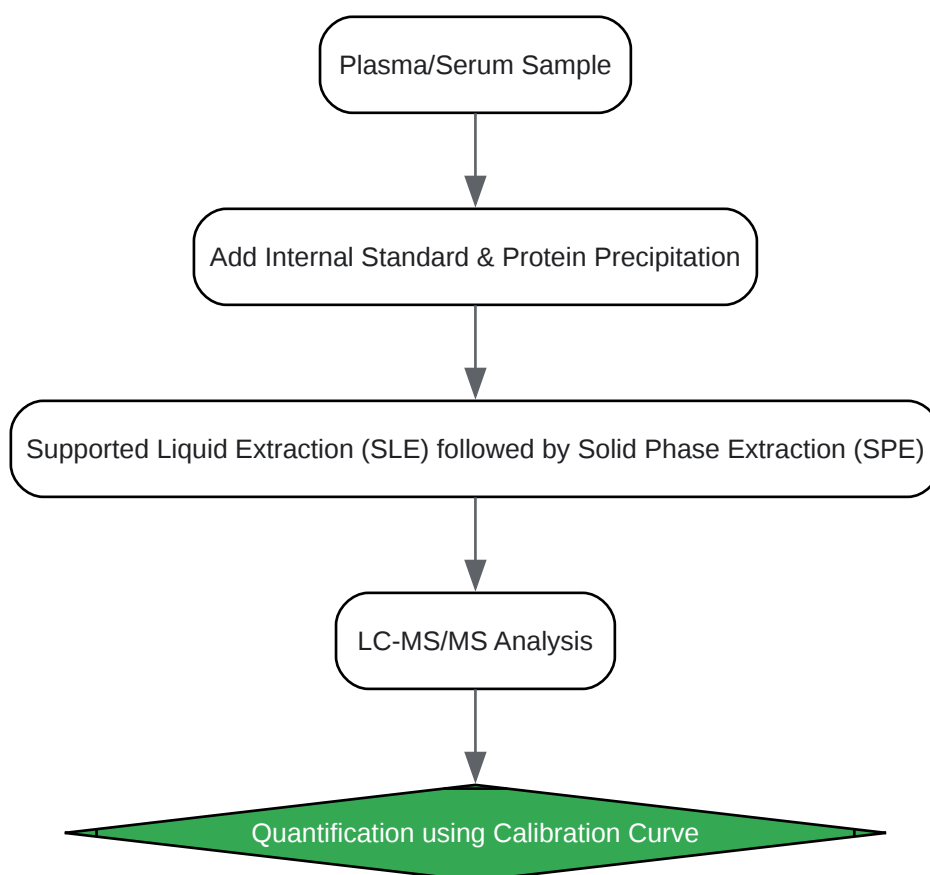 Plasma/Serum Sample
Add Internal Standard & Protein Precipitation
Supported Liquid Extraction (SLE) followed by Solid Phase Extraction (SPE)
LC-MS/MS Analysis
Quantification using Calibration Curve